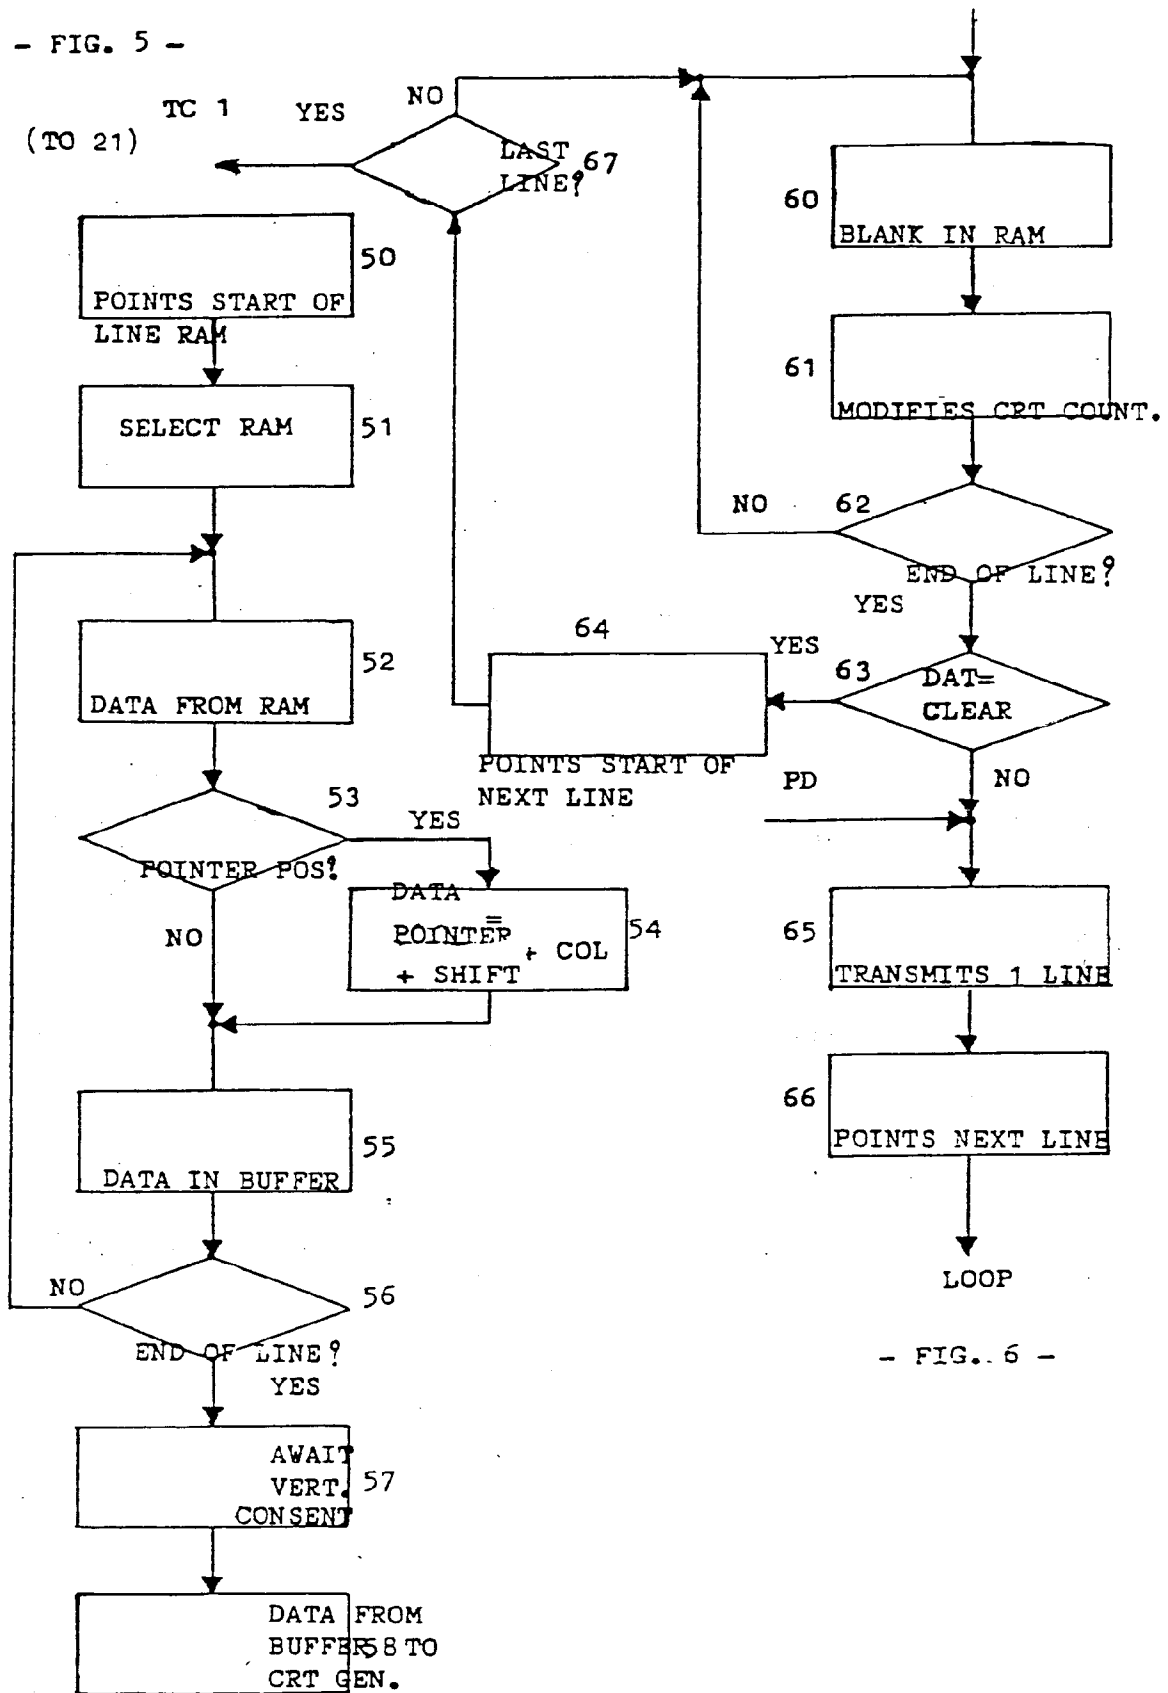 - FIG. 5 -
TC 1
(TO 21)
YES
NO
LAST
LINE?
67
50
POINTS START OF
LINE RAM
SELECT RAM
51
52
DATA FROM RAM
53
YES
POINTER POS?
NO
DATA
=
POINTER
+ COL
+ SHIFT
54
55
DATA IN BUFFER
NO
56
END OF LINE?
YES
AWAIT
VERT.
CONSENT
57
DATA FROM
BUFFER 58 TO
CRT GEN.
60
BLANK IN RAM
61
MODIFIES CRT COUNT.
NO
62
END OF LINE?
YES
64
YES
63
DAT=
CLEAR
POINTS START OF
NEXT LINE
PD
NO
65
TRANSMITS 1 LINE
66
POINTS NEXT LINE
LOOP
- FIG. 6 -